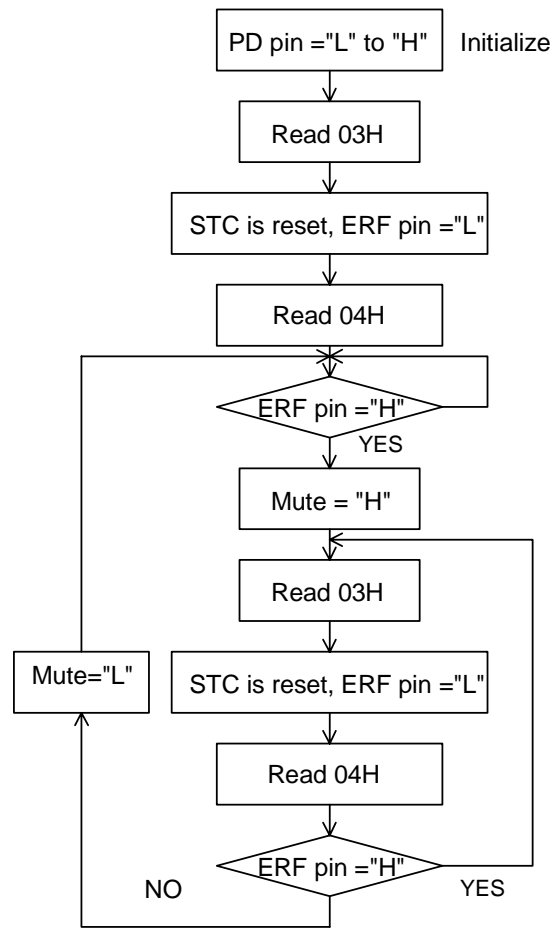 PD pin ="L" to "H"
Initialize
Read 03H
STC is reset, ERF pin ="L"
Read 04H
ERF pin ="H"
YES
Mute = "H"
Read 03H
Mute="L"
STC is reset, ERF pin ="L"
Read 04H
ERF pin ="H"
NO
YES